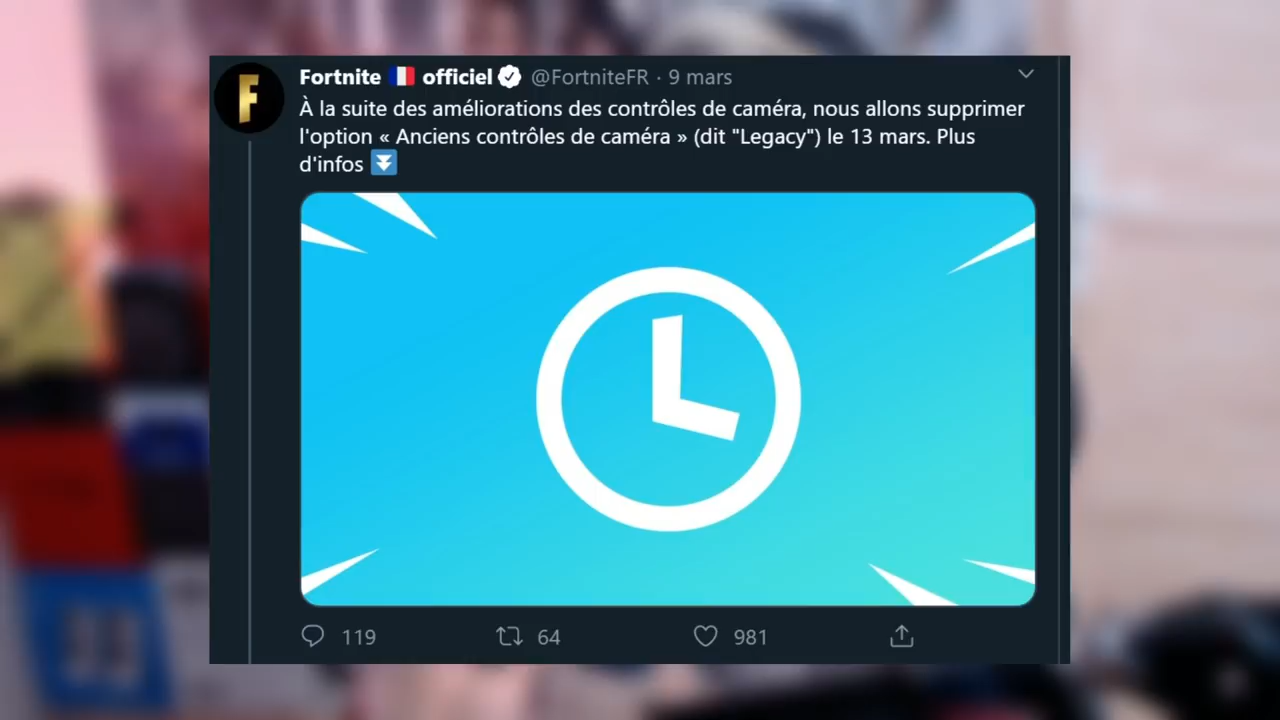 Fortnite 🇫🇷 officiel @FortniteFR · 9 mars
À la suite des améliorations des contrôles de caméra, nous allons supprimer
l'option « Anciens contrôles de caméra » (dit "Legacy") le 13 mars. Plus
d'infos ⏬
119 64 981